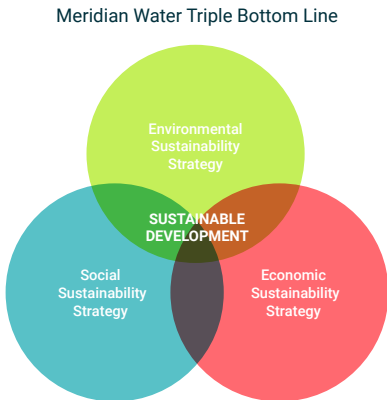 Meridian Water Triple Bottom Line
Environmental
Sustainability
Strategy
SUSTAINABLE
DEVELOPMENT
Social
Sustainability
Strategy
Economic
Sustainability
Strategy